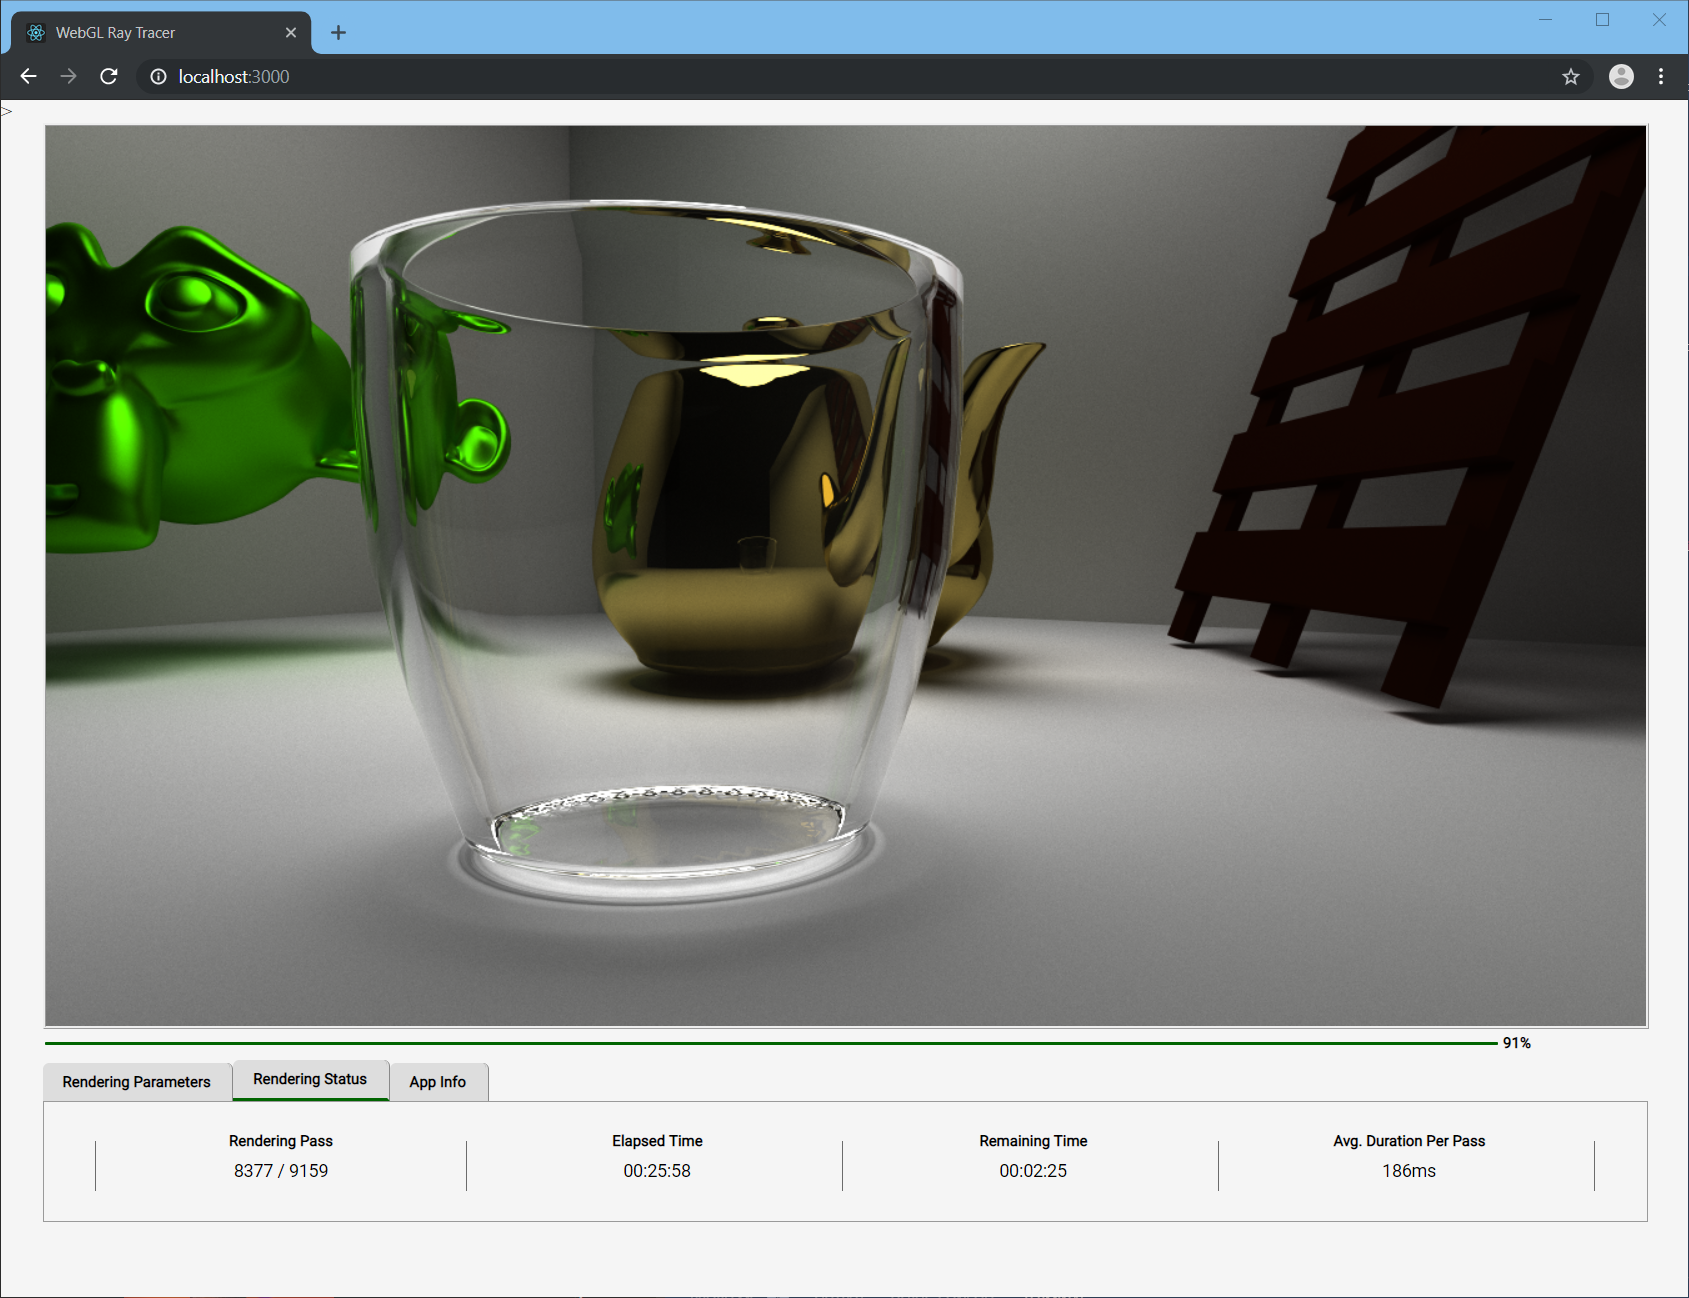 WebGL Ray Tracer
localhost:3000
>
91%
Rendering Parameters
Rendering Status
App Info
Rendering Pass
Elapsed Time
Remaining Time
Avg. Duration Per Pass
8377 / 9159
00:25:58
00:02:25
186ms